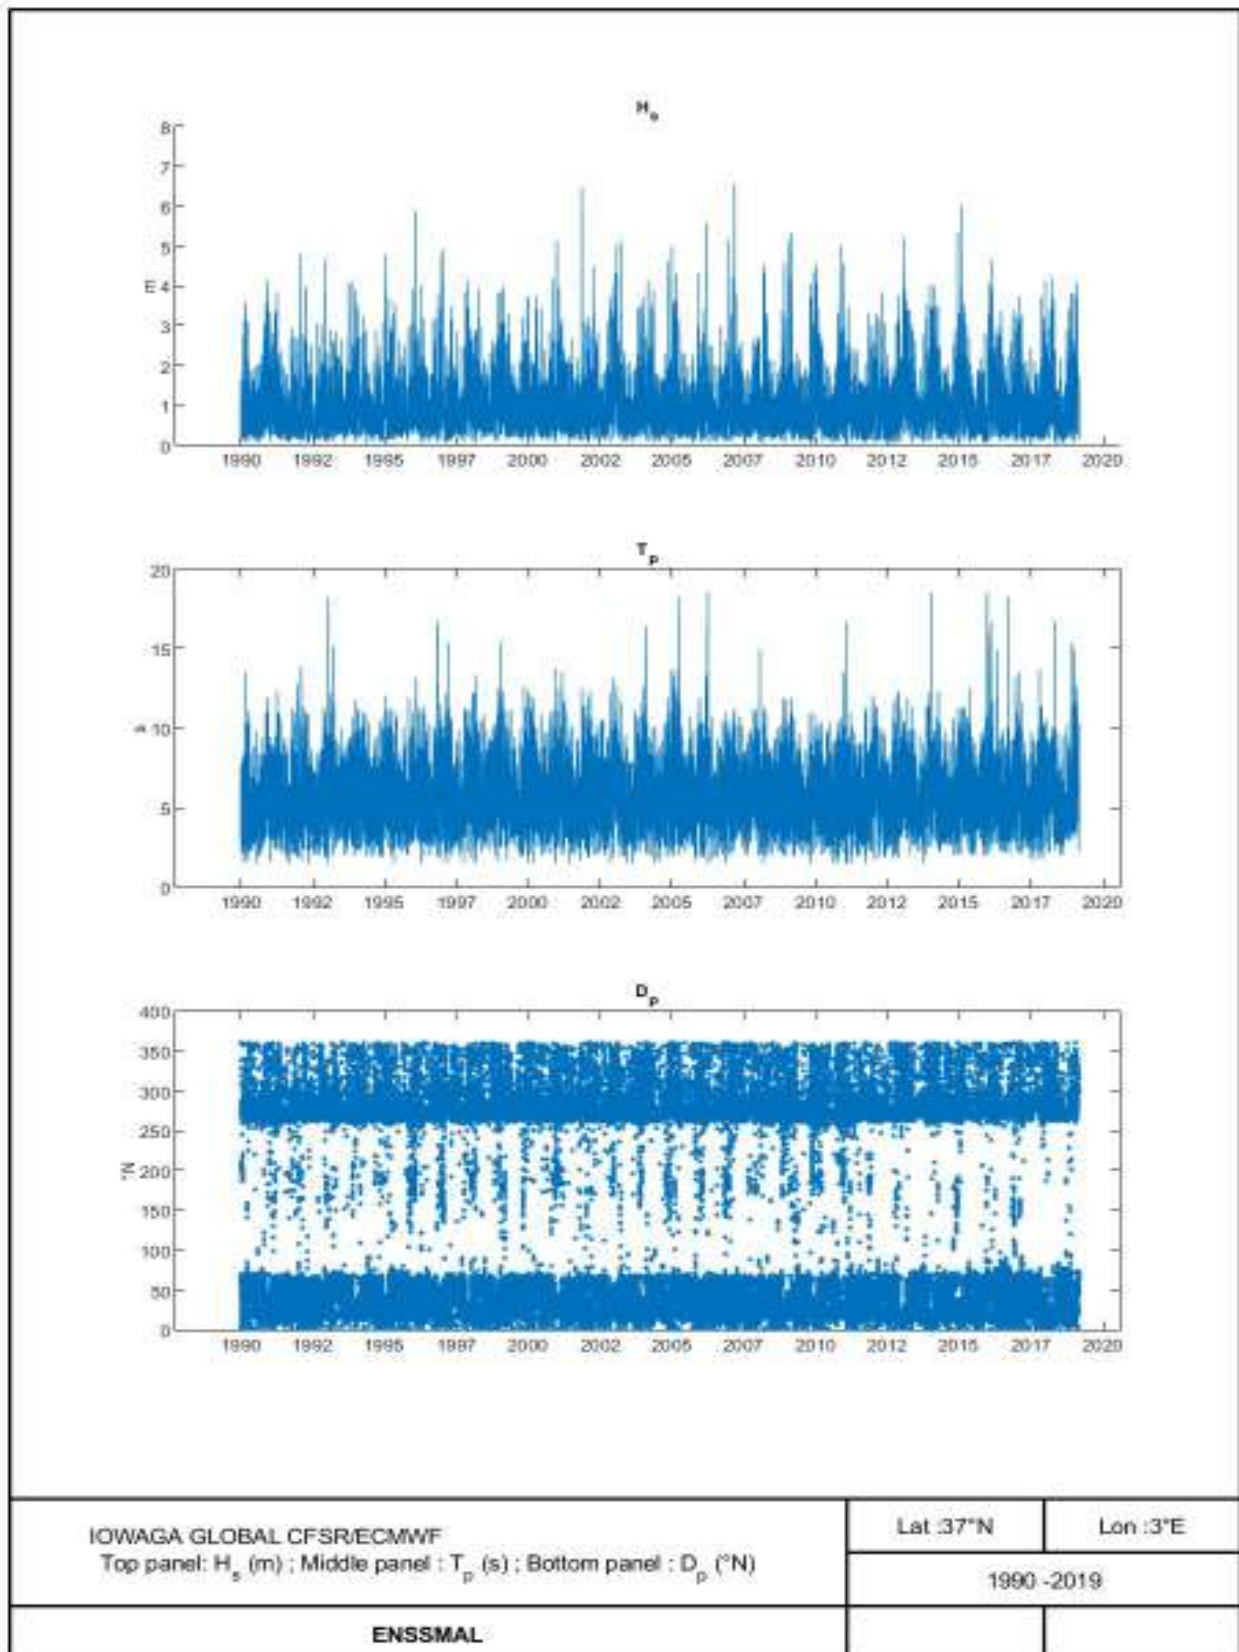 Hs
8
7
6
5
m 4
3
2
1
0
1990 1992 1995 1997 2000 2002 2005 2007 2010 2012 2015 2017 2020
Tp
20
15
s 10
5
0
1990 1992 1995 1997 2000 2002 2005 2007 2010 2012 2015 2017 2020
Dp
400
350
300
250
°N 200
150
100
50
0
1990 1992 1995 1997 2000 2002 2005 2007 2010 2012 2015 2017 2020
IOWAGA GLOBAL CFSR/ECMWF
Top panel: Hs (m) ; Middle panel : Tp (s) ; Bottom panel : Dp (°N)
Lat :37°N
Lon :3°E
1990 -2019
ENSSMAL